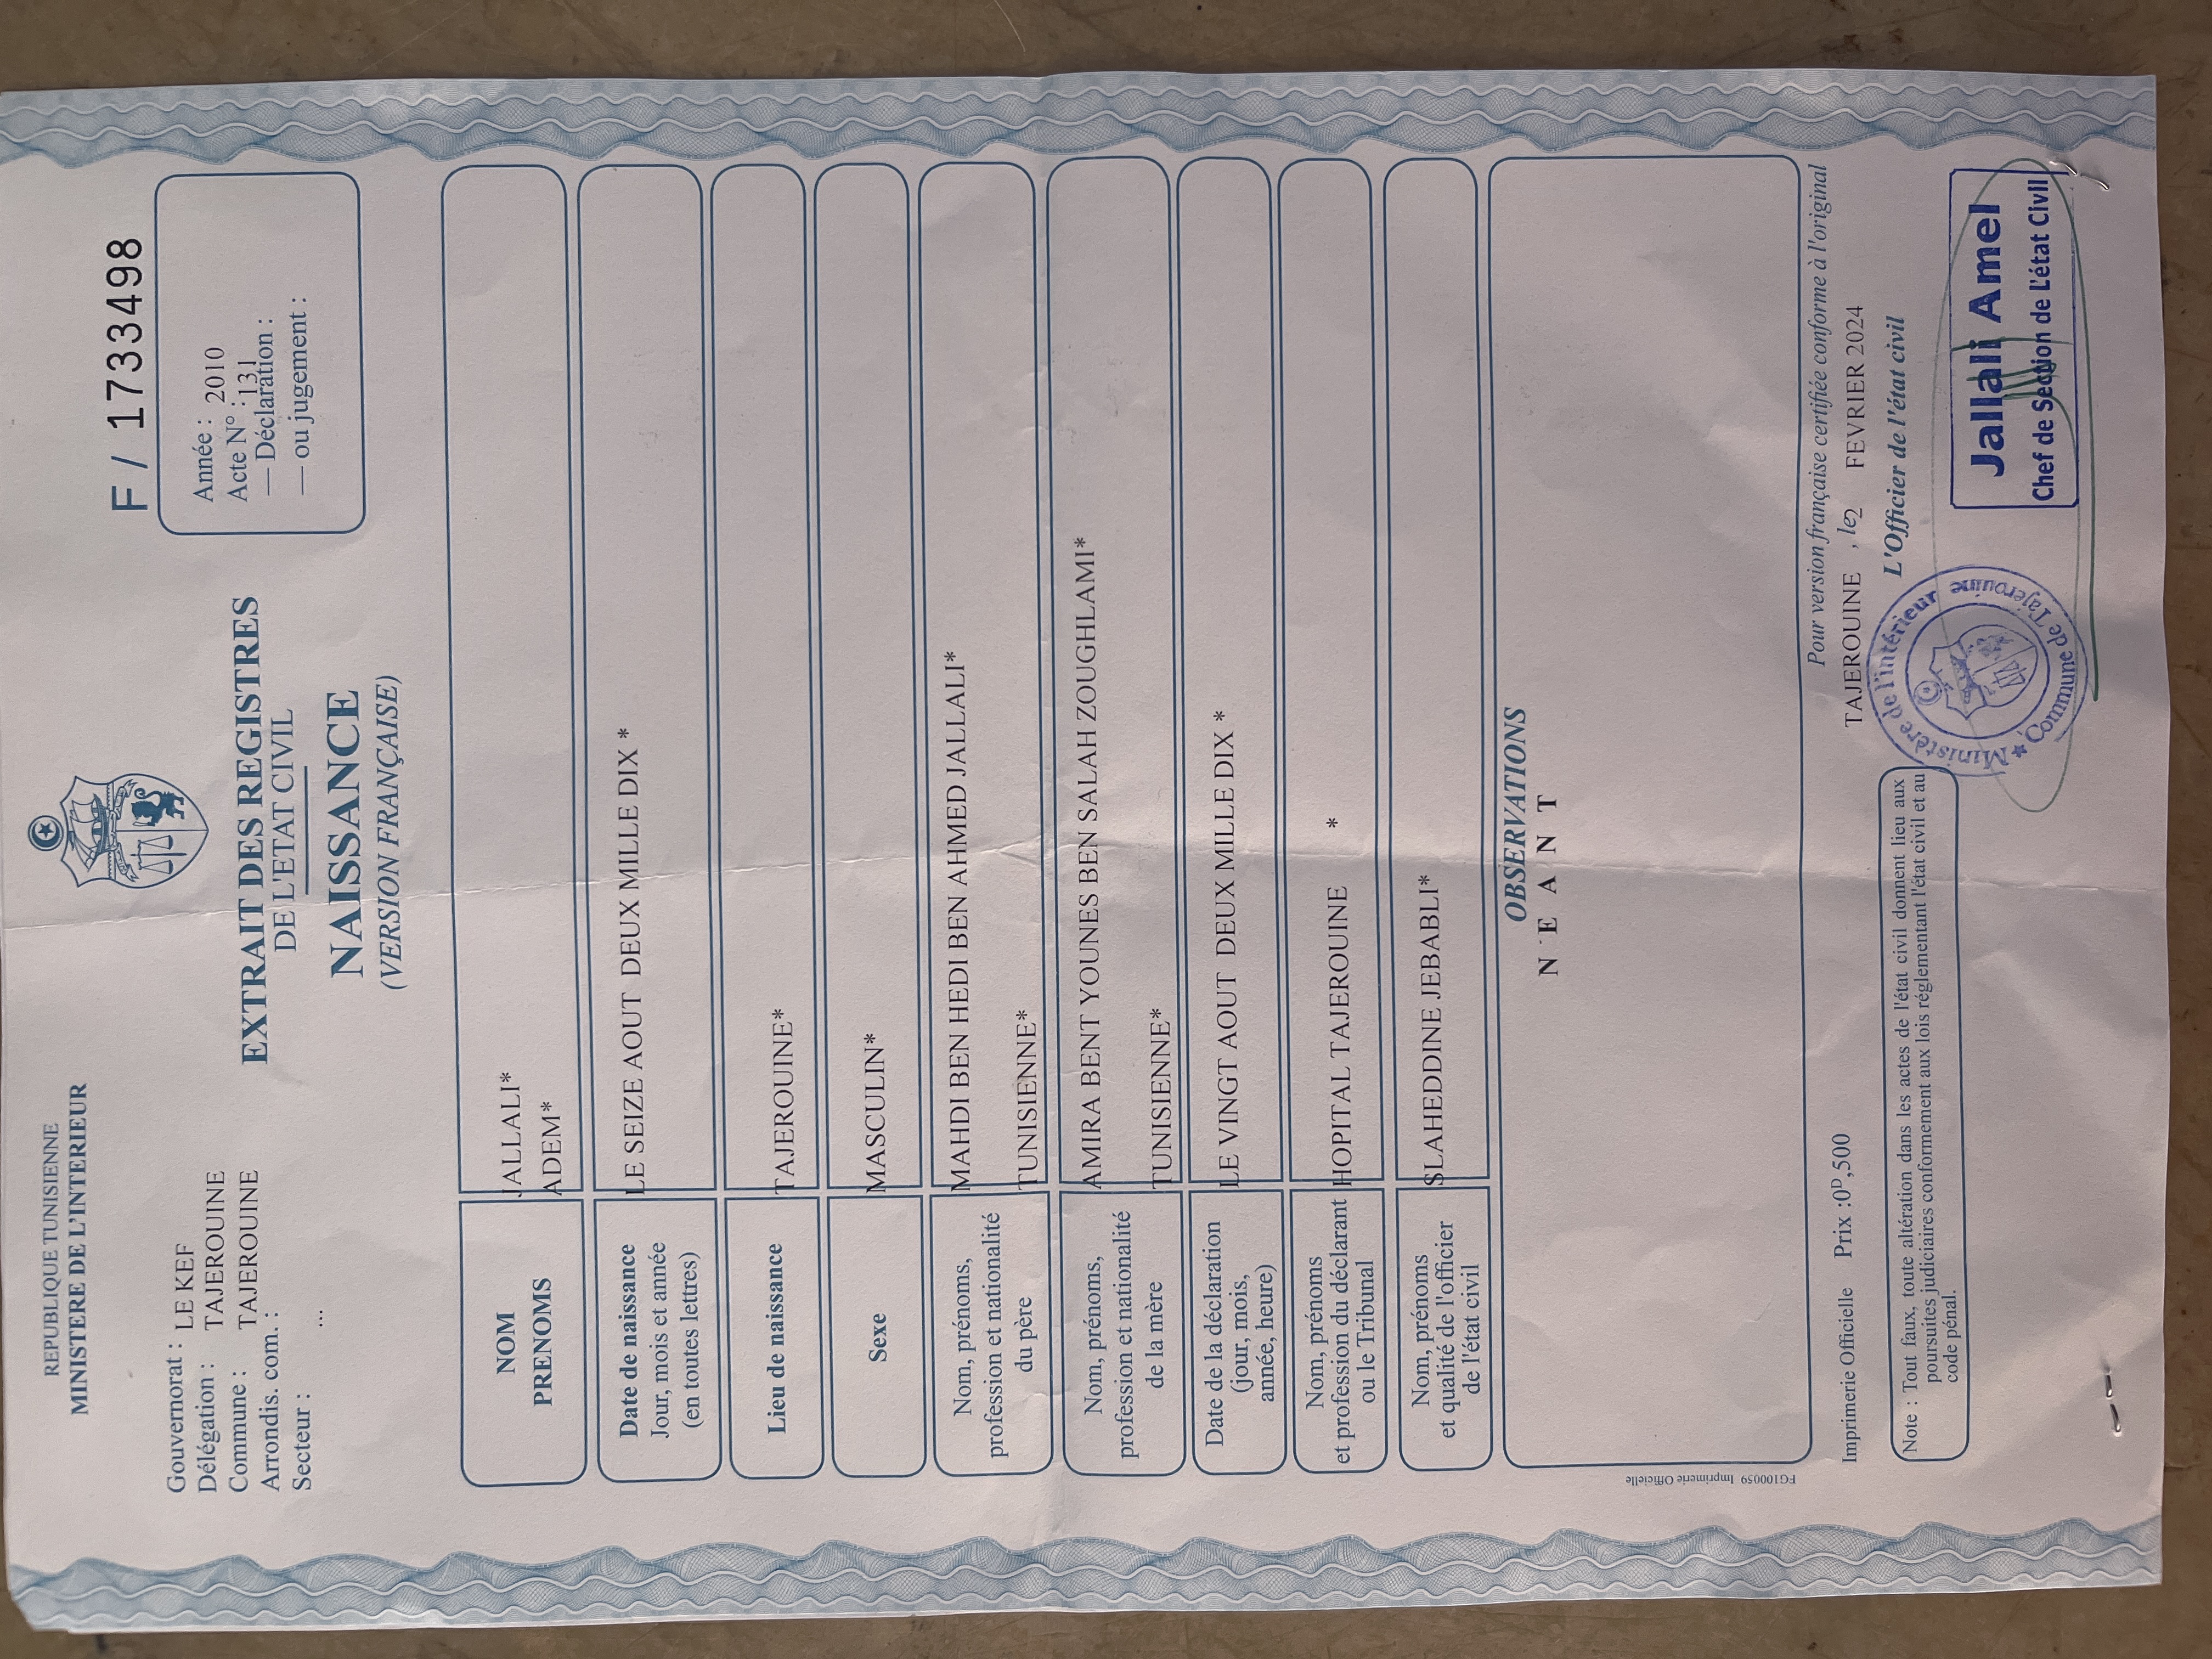 REPUBLIQUE TUNISIENNE
MINISTERE DE L'INTERIEUR
F / 1733498
Gouvernorat : LE KEF
Délégation : TAJEROUINE
Commune : TAJEROUINE
Arrondis. com. :
Secteur : ...
Année : 2010
Acte N° : 131
— Déclaration :
— ou jugement :
EXTRAIT DES REGISTRES
DE L'ETAT CIVIL
NAISSANCE
(VERSION FRANÇAISE)
NOM
PRENOMS
JALLALI*
ADEM*
Date de naissance
Jour, mois et année
(en toutes lettres)
LE SEIZE AOUT DEUX MILLE DIX *
Lieu de naissance
TAJEROUINE*
Sexe
MASCULIN*
Nom, prénoms,
profession et nationalité
du père
MAHDI BEN HEDI BEN AHMED JALLALI*
TUNISIENNE*
Nom, prénoms,
profession et nationalité
de la mère
AMIRA BENT YOUNES BEN SALAH ZOUGHLAMI*
TUNISIENNE*
Date de la déclaration
(jour, mois,
année, heure)
LE VINGT AOUT DEUX MILLE DIX *
Nom, prénoms
et profession du déclarant
ou le Tribunal
HOPITAL TAJEROUINE *
Nom, prénoms
et qualité de l'officier
de l'état civil
SLAHEDDINE JEBABLI*
OBSERVATIONS
N E A N T
FG100059 Imprimerie Officielle
Pour version française certifiée conforme à l'original
Imprimerie Officielle Prix :0D,500
TAJEROUINE , le2 FEVRIER 2024
L'Officier de l'état civil
Note : Tout faux, toute altération dans les actes de l'état civil donnent lieu aux
poursuites judiciaires conformement aux lois réglementant l'état civil et au
code pénal.
Ministère de l'intérieur
Commune de Tajerouine
Jallali Amel
Chef de Section de L'état Civil